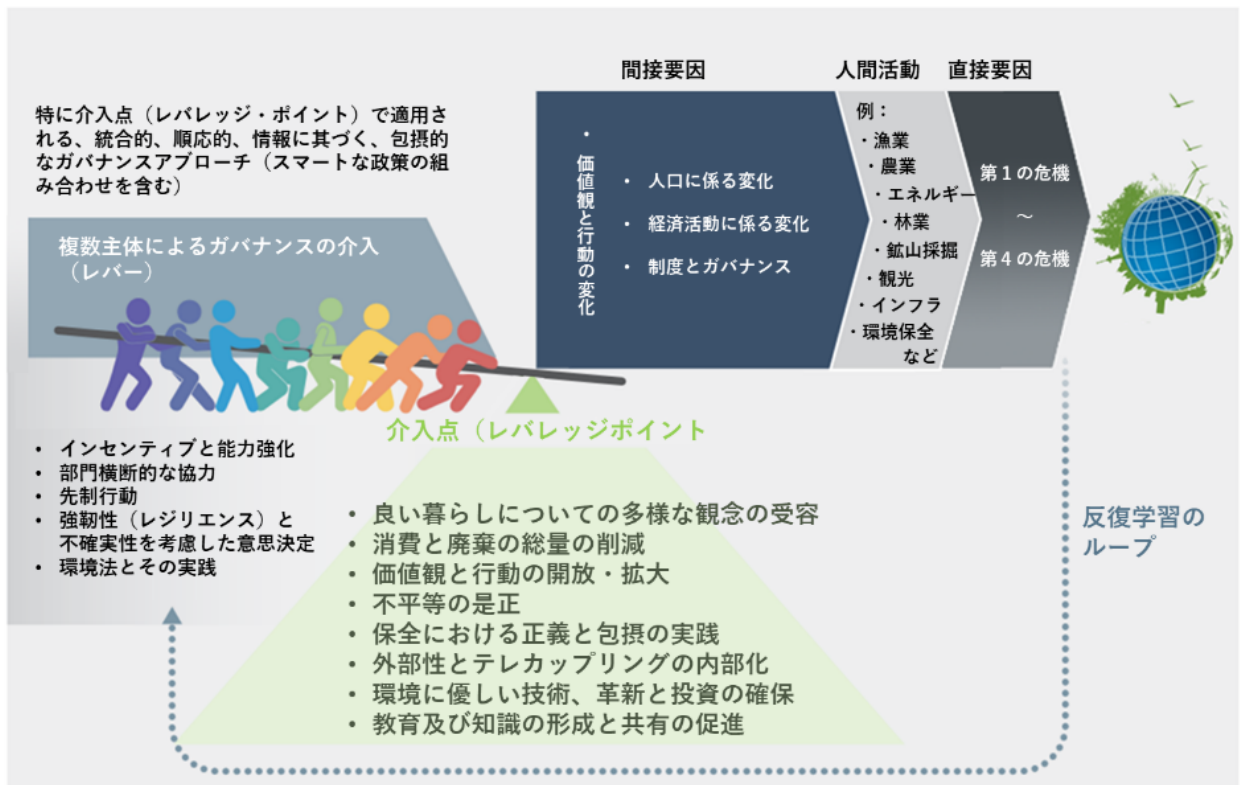 特に介入点（レバレッジ・ポイント）で適用さ
れる、統合的、順応的、情報に基づく、包摂的
なガバナンスアプローチ（スマートな政策の組
み合わせを含む）
複数主体によるガバナンスの介入
（レバー）
・インセンティブと能力強化
・部門横断的な協力
・先制行動
・強靭性（レジリエンス）と
不確実性を考慮した意思決定
・環境法とその実践
間接要因
・価値観と行動の変化
・人口に係る変化
・経済活動に係る変化
・制度とガバナンス
人間活動
例：
・漁業
・農業
・エネルギー
・林業
・鉱山採掘
・観光
・インフラ
・環境保全
など
直接要因
第１の危機
～
第４の危機
介入点（レバレッジポイント
・良い暮らしについての多様な観念の受容
・消費と廃棄の総量の削減
・価値観と行動の開放・拡大
・不平等の是正
・保全における正義と包摂の実践
・外部性とテレカップリングの内部化
・環境に優しい技術、革新と投資の確保
・教育及び知識の形成と共有の促進
反復学習の
ループ